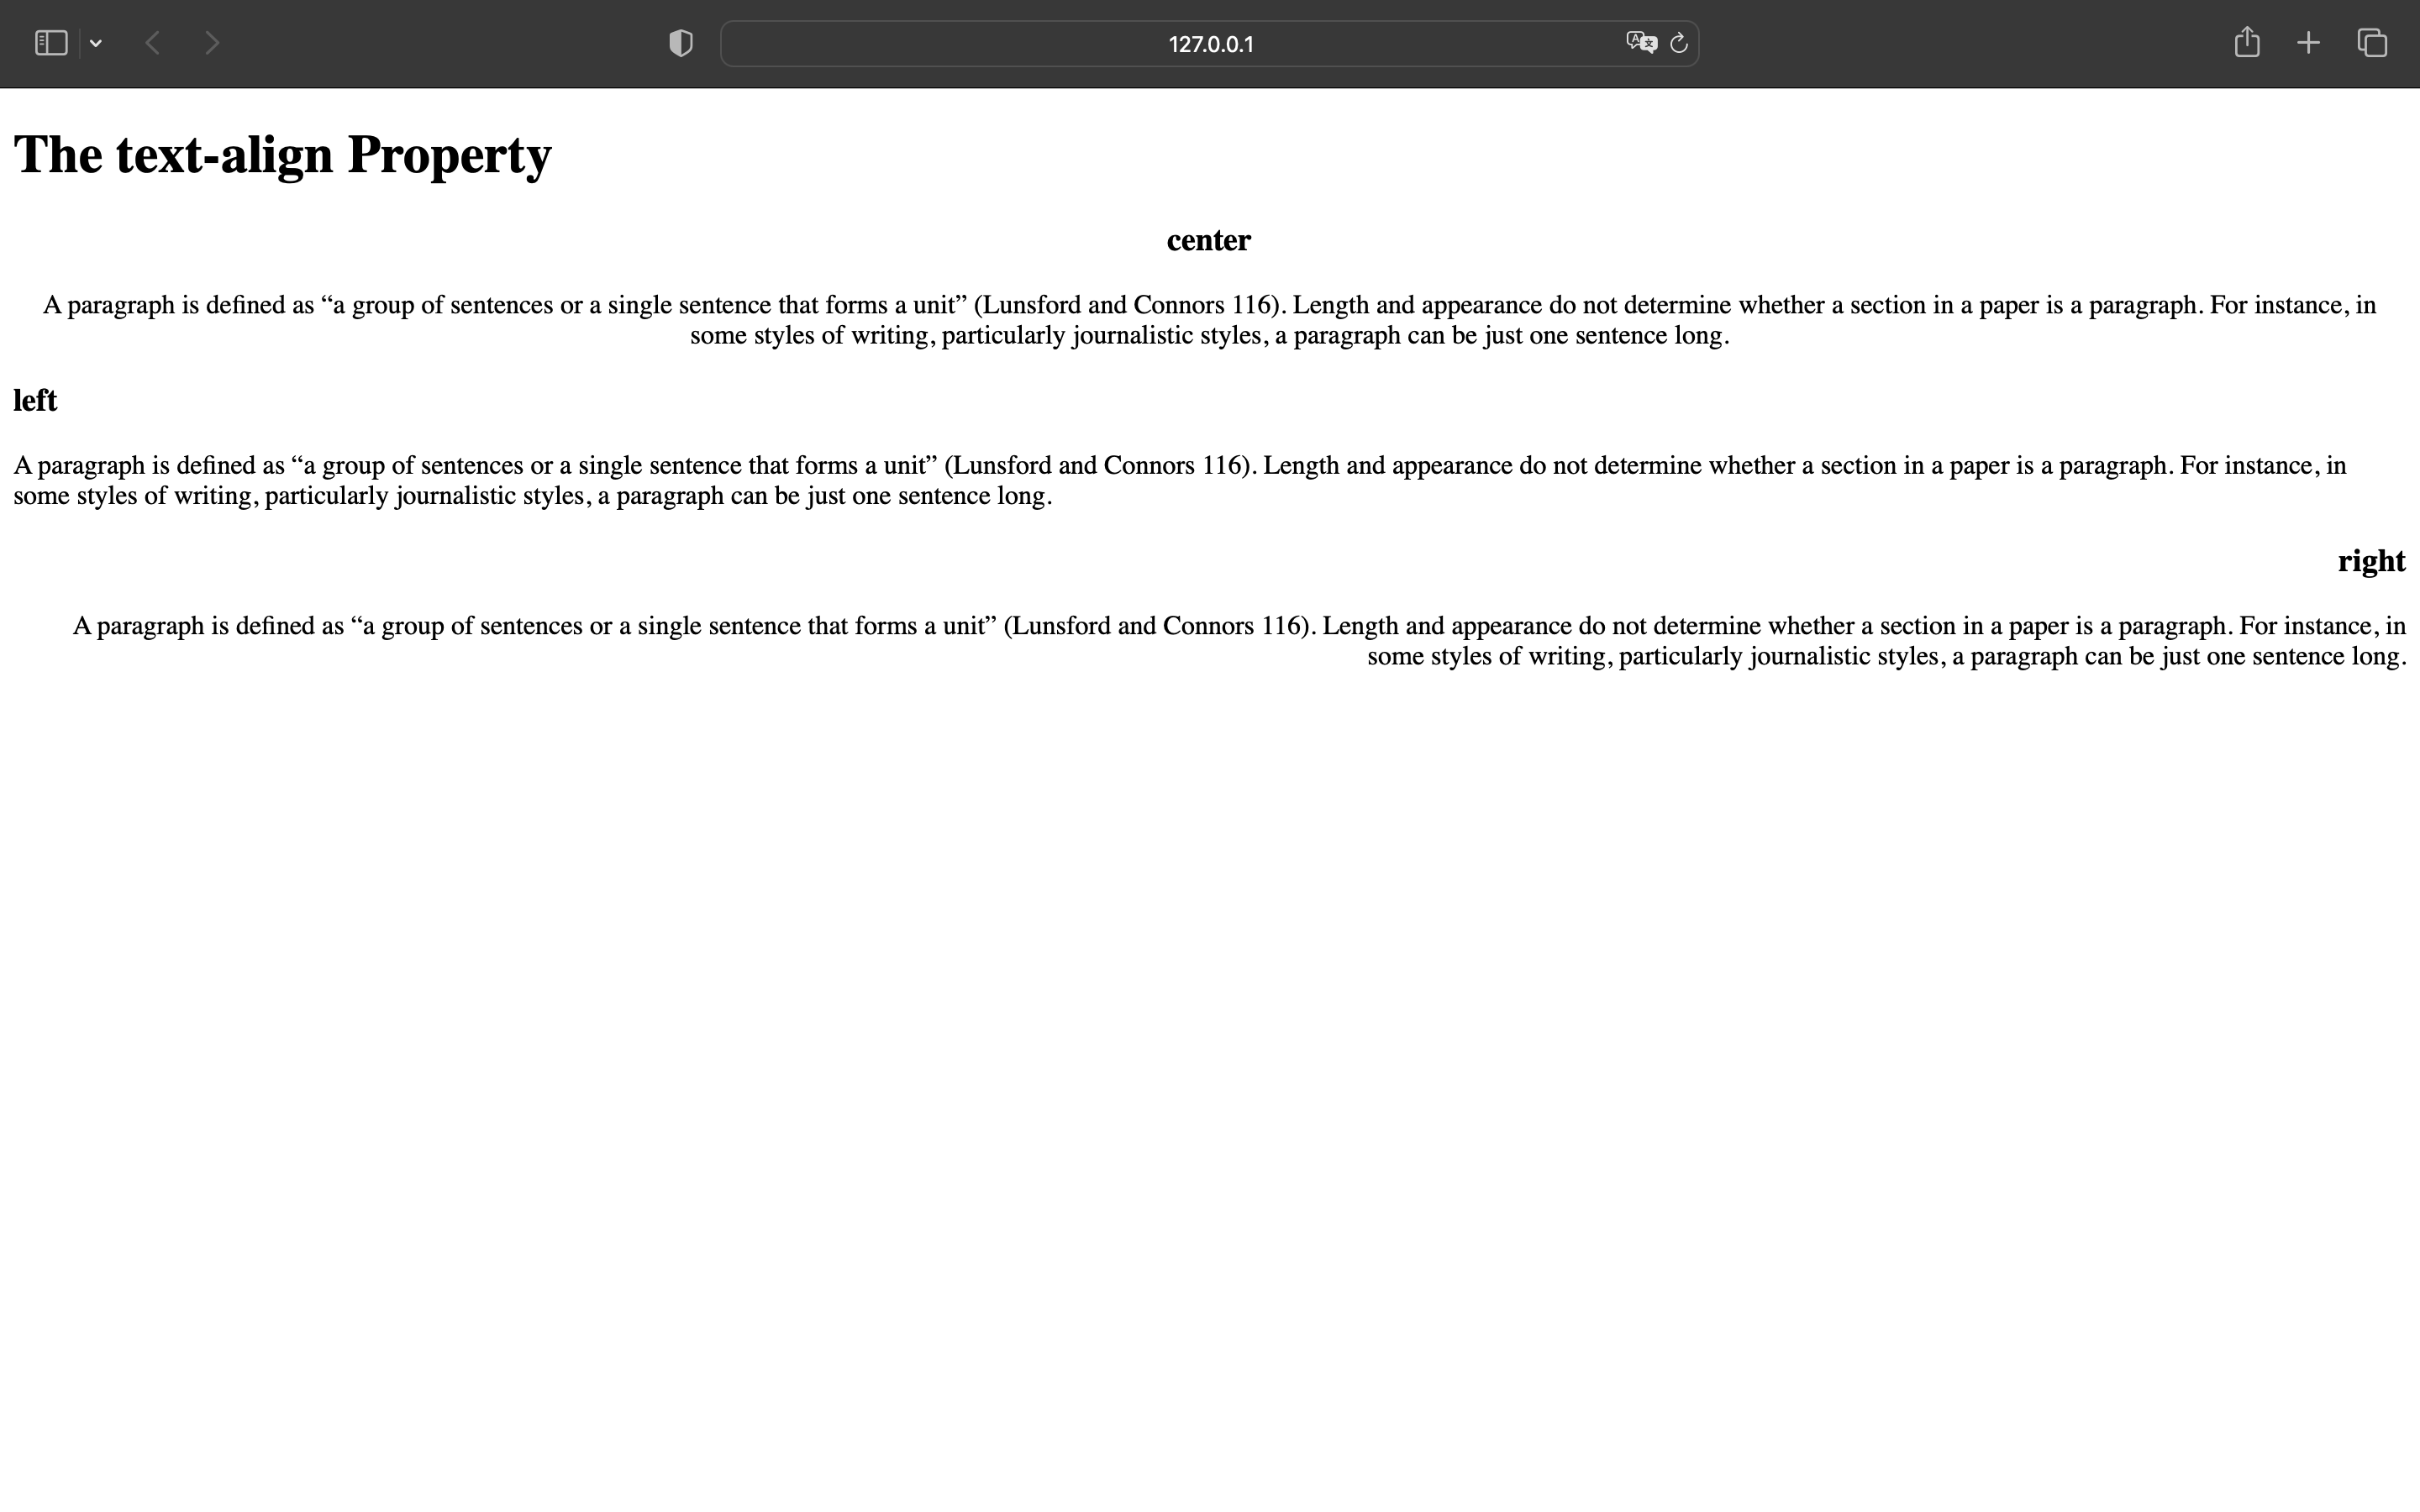 127.0.0.1
The text-align Property
center
A paragraph is defined as “a group of sentences or a single sentence that forms a unit” (Lunsford and Connors 116). Length and appearance do not determine whether a section in a paper is a paragraph. For instance, in
some styles of writing, particularly journalistic styles, a paragraph can be just one sentence long.
left
A paragraph is defined as “a group of sentences or a single sentence that forms a unit” (Lunsford and Connors 116). Length and appearance do not determine whether a section in a paper is a paragraph. For instance, in
some styles of writing, particularly journalistic styles, a paragraph can be just one sentence long.
right
A paragraph is defined as “a group of sentences or a single sentence that forms a unit” (Lunsford and Connors 116). Length and appearance do not determine whether a section in a paper is a paragraph. For instance, in
some styles of writing, particularly journalistic styles, a paragraph can be just one sentence long.